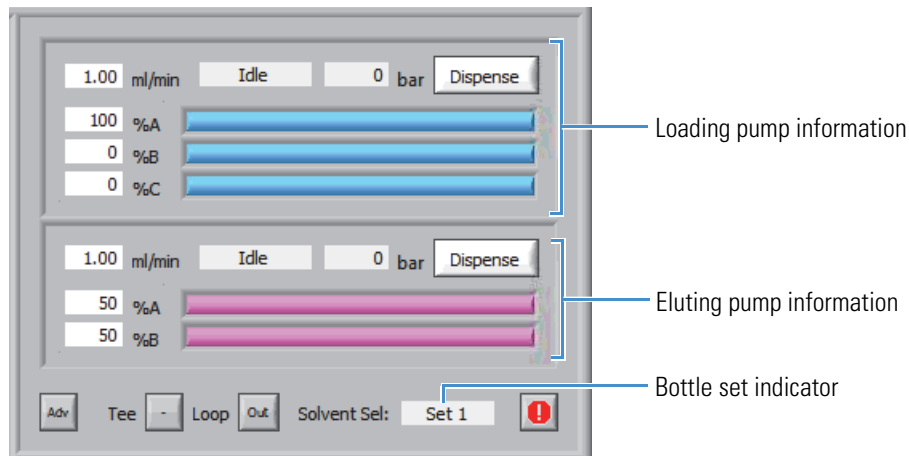 1.00 ml/min Idle 0 bar Dispense
100 %A
0 %B
0 %C
Loading pump information
1.00 ml/min Idle 0 bar Dispense
50 %A
50 %B
Eluting pump information
Bottle set indicator
Adv Tee - Loop Out Solvent Sel: Set 1 !